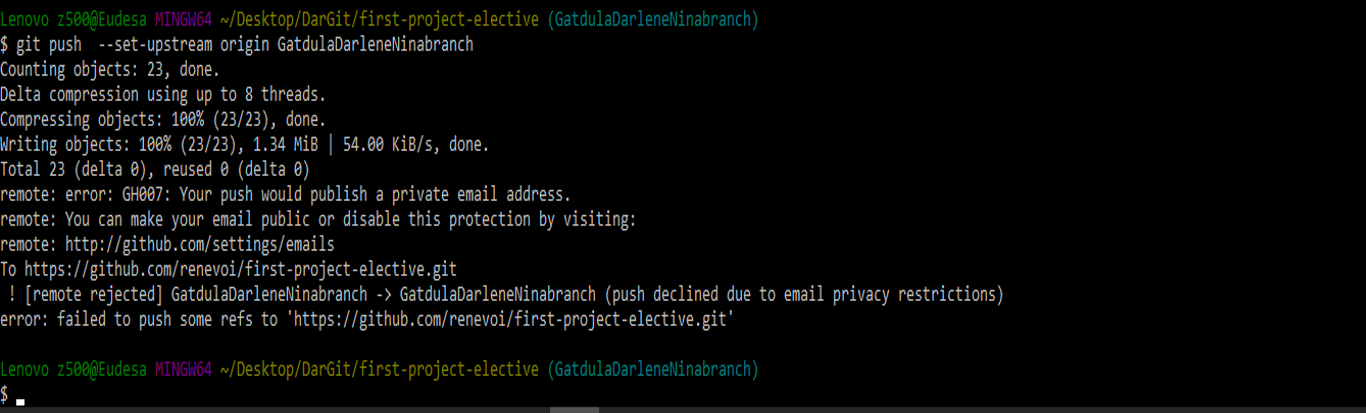 Lenovo z500@Eudesa MINGW64 ~/Desktop/DarGit/first-project-elective (GatdulaDarleneNinabranch)
$ git push  --set-upstream origin GatdulaDarleneNinabranch
Counting objects: 23, done.
Delta compression using up to 8 threads.
Compressing objects: 100% (23/23), done.
Writing objects: 100% (23/23), 1.34 MiB | 54.00 KiB/s, done.
Total 23 (delta 0), reused 0 (delta 0)
remote: error: GH007: Your push would publish a private email address.
remote: You can make your email public or disable this protection by visiting:
remote: http://github.com/settings/emails
To https://github.com/renevoi/first-project-elective.git
 ! [remote rejected] GatdulaDarleneNinabranch -> GatdulaDarleneNinabranch (push declined due to email privacy restrictions)
error: failed to push some refs to 'https://github.com/renevoi/first-project-elective.git'
Lenovo z500@Eudesa MINGW64 ~/Desktop/DarGit/first-project-elective (GatdulaDarleneNinabranch)
$